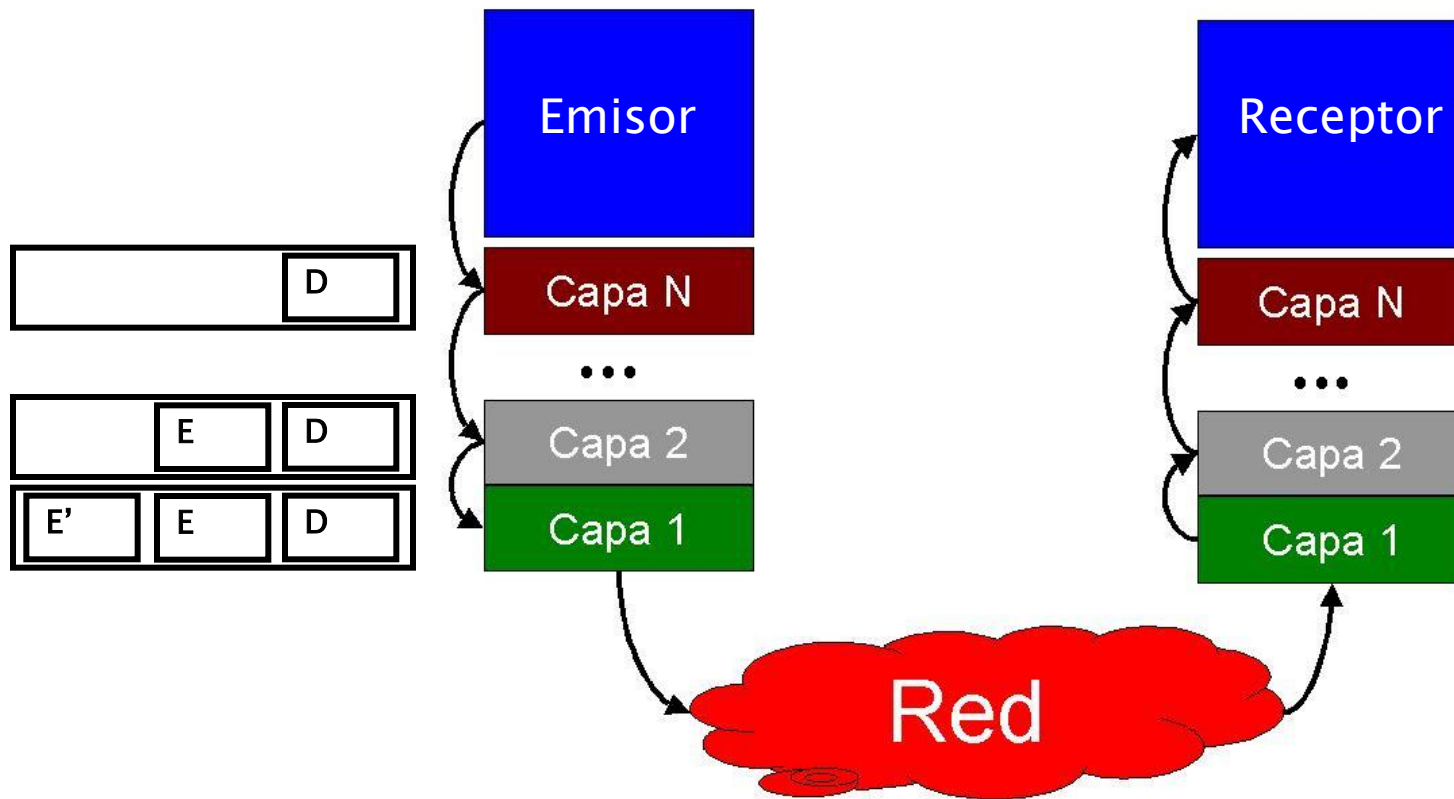 Emisor
Receptor
D
Capa N
Capa N
...
...
E D
Capa 2
Capa 2
E' E D
Capa 1
Capa 1
Red